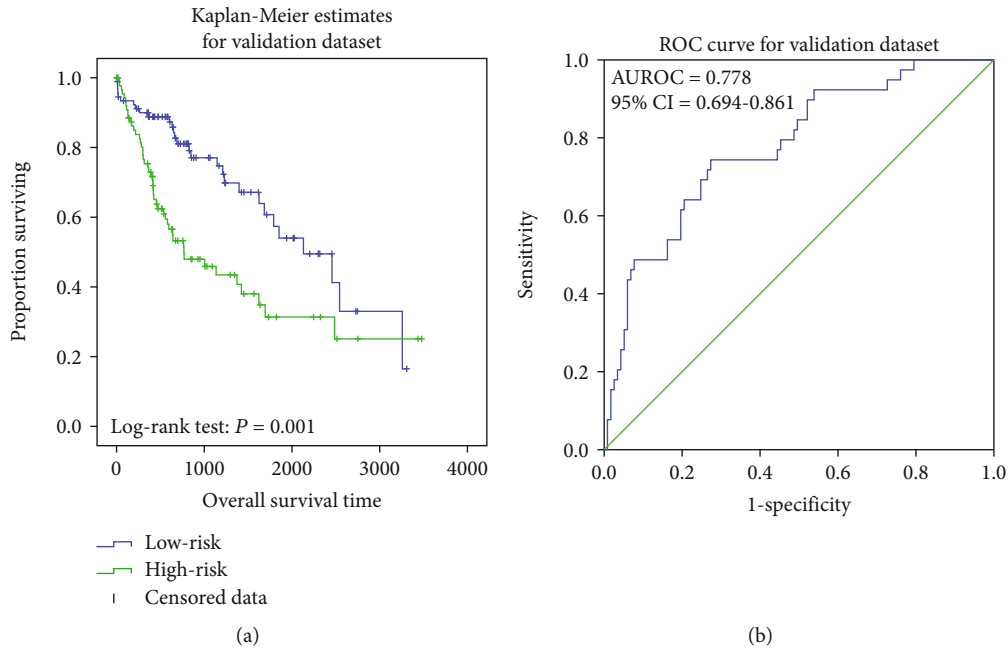 Kaplan-Meier estimates
for validation dataset
1.0
0.8
0.6
0.4
0.2
0.0
Proportion surviving
Log-rank test: P = 0.001
0 1000 2000 3000 4000
Overall survival time
Low-risk
High-risk
Censored data
(a)
ROC curve for validation dataset
AUROC = 0.778
95% CI = 0.694-0.861
1.0
0.8
0.6
0.4
0.2
0.0
Sensitivity
0.0 0.2 0.4 0.6 0.8 1.0
1-specificity
(b)